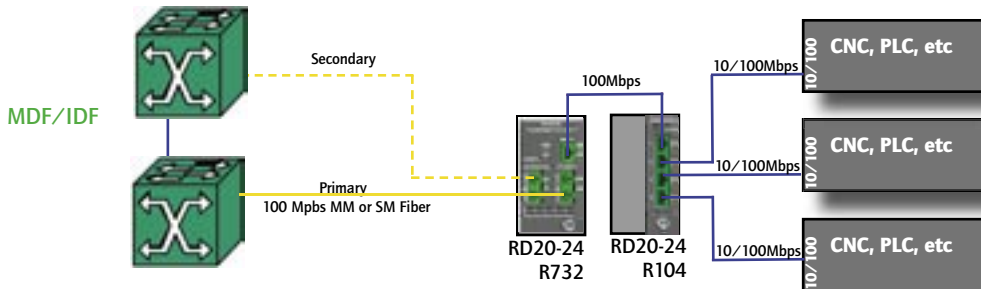 MDF/IDF
Secondary
Primary
100 Mpbs MM or SM Fiber
100Mbps
RD20-24
R732
RD20-24
R104
10/100Mbps
10/100
CNC, PLC, etc
10/100Mbps
10/100
CNC, PLC, etc
10/100Mbps
10/100
CNC, PLC, etc